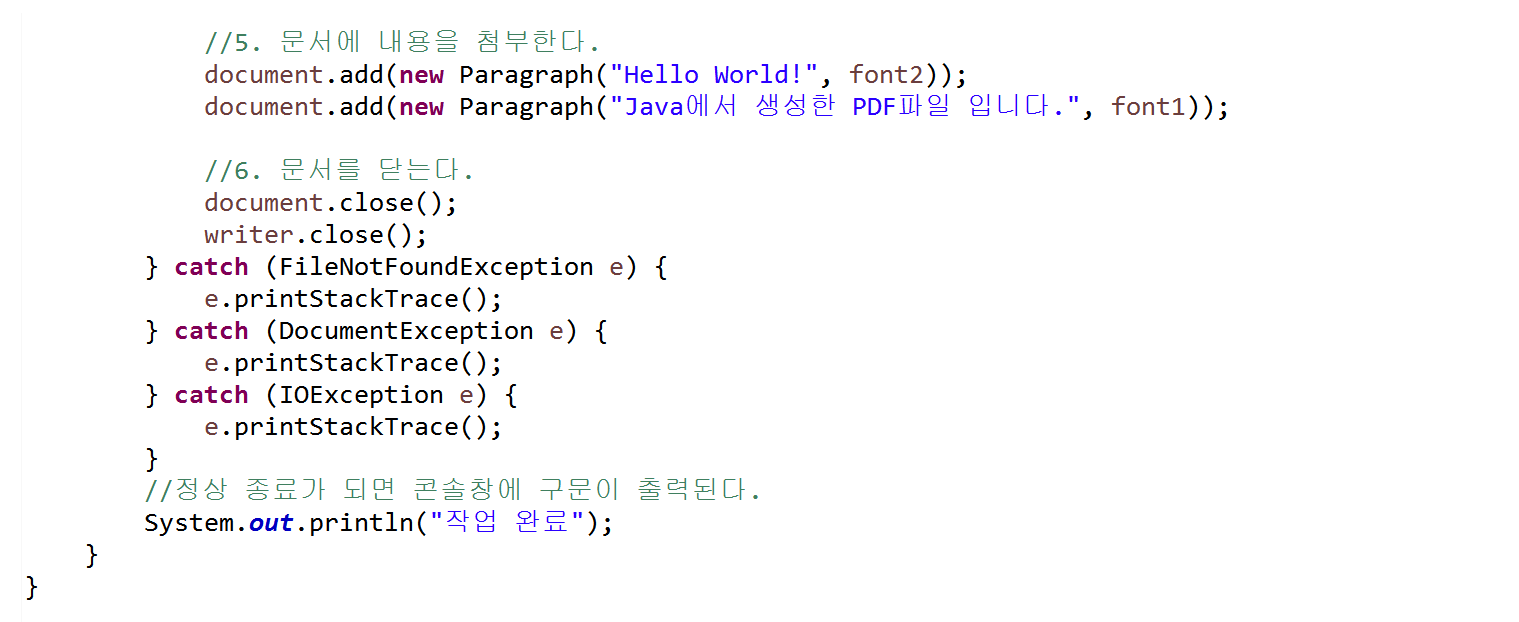 //5. 문서에 내용을 첨부한다.
document.add(new Paragraph("Hello World!", font2));
document.add(new Paragraph("Java에서 생성한 PDF파일 입니다.", font1));
//6. 문서를 닫는다.
document.close();
writer.close();
} catch (FileNotFoundException e) {
e.printStackTrace();
} catch (DocumentException e) {
e.printStackTrace();
} catch (IOException e) {
e.printStackTrace();
}
//정상 종료가 되면 콘솔창에 구문이 출력된다.
System.out.println("작업 완료");
}
}